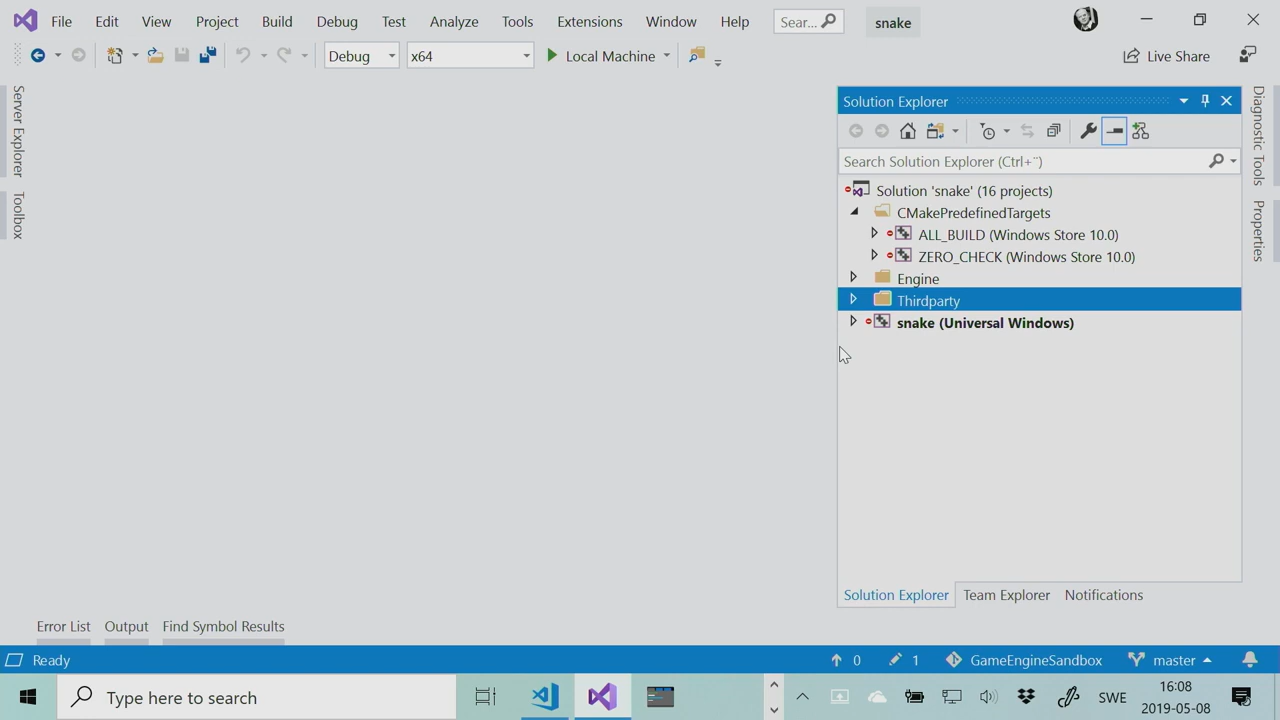 File Edit View Project Build Debug Test Analyze Tools Extensions Window Help Sear... snake
Debug x64 Local Machine Live Share
Server Explorer
Toolbox
Solution Explorer
Search Solution Explorer (Ctrl+¨)
Solution 'snake' (16 projects)
CMakePredefinedTargets
ALL_BUILD (Windows Store 10.0)
ZERO_CHECK (Windows Store 10.0)
Engine
Thirdparty
snake (Universal Windows)
Solution Explorer Team Explorer Notifications
Diagnostic Tools
Properties
Error List Output Find Symbol Results
Ready 0 1 GameEngineSandbox master
Type here to search SWE 16:08
2019-05-08